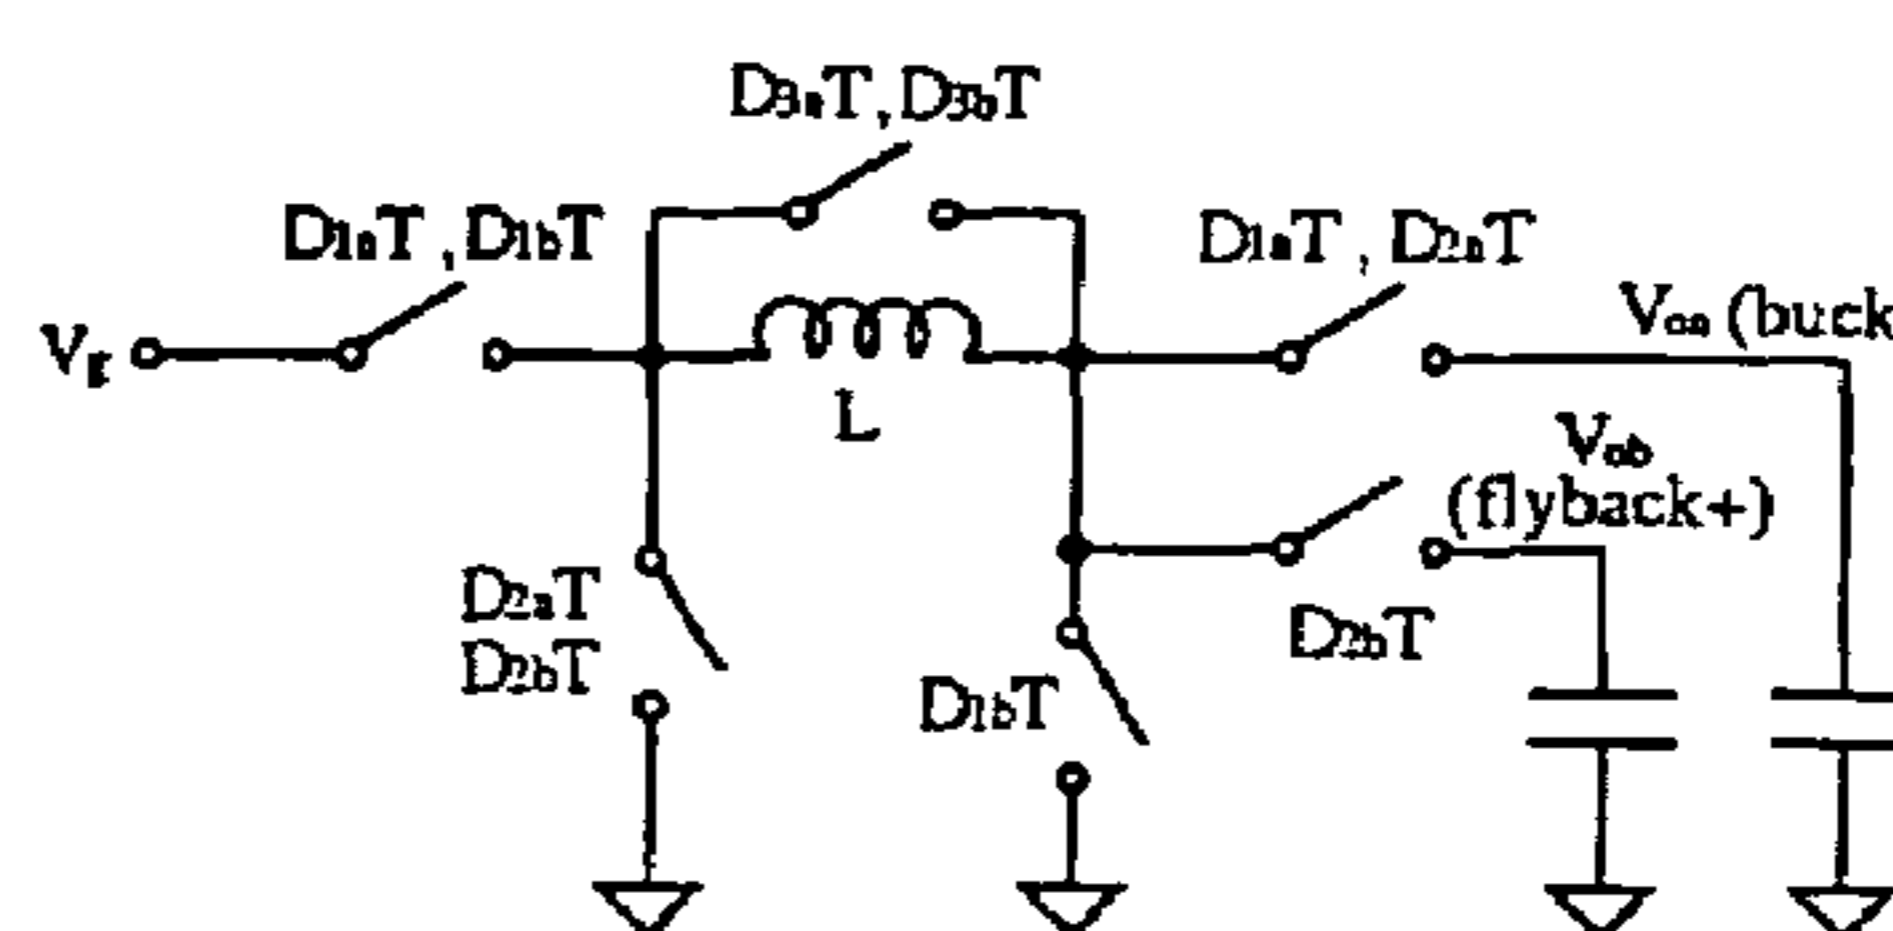 D3aT, D3bT
D1aT, D1bT
D1aT, D2aT
Vg
Voa (buck
L
Vob
(flyback+)
D2aT
D2bT
D2bT
D1bT